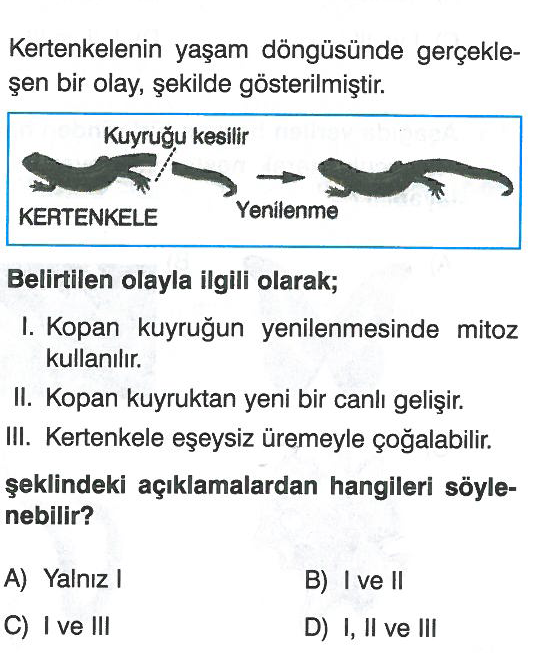 Kertenkelenin yaşam döngüsünde gerçekle-
şen bir olay, şekilde gösterilmiştir.
Kuyruğu kesilir
KERTENKELE
Yenilenme
Belirtilen olayla ilgili olarak;
I. Kopan kuyruğun yenilenmesinde mitoz
kullanılır.
II. Kopan kuyruktan yeni bir canlı gelişir.
III. Kertenkele eşeysiz üremeyle çoğalabilir.
şeklindeki açıklamalardan hangileri söyle-
nebilir?
A) Yalnız I
B) I ve II
C) I ve III
D) I, II ve III